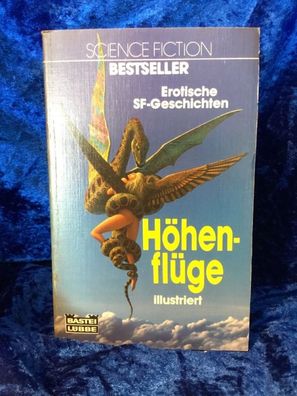 SCIENCE FICTION
BESTSELLER
Erotische
SF-Geschichten
Höhen-
flüge
illustriert
BASTEI
LÜBBE